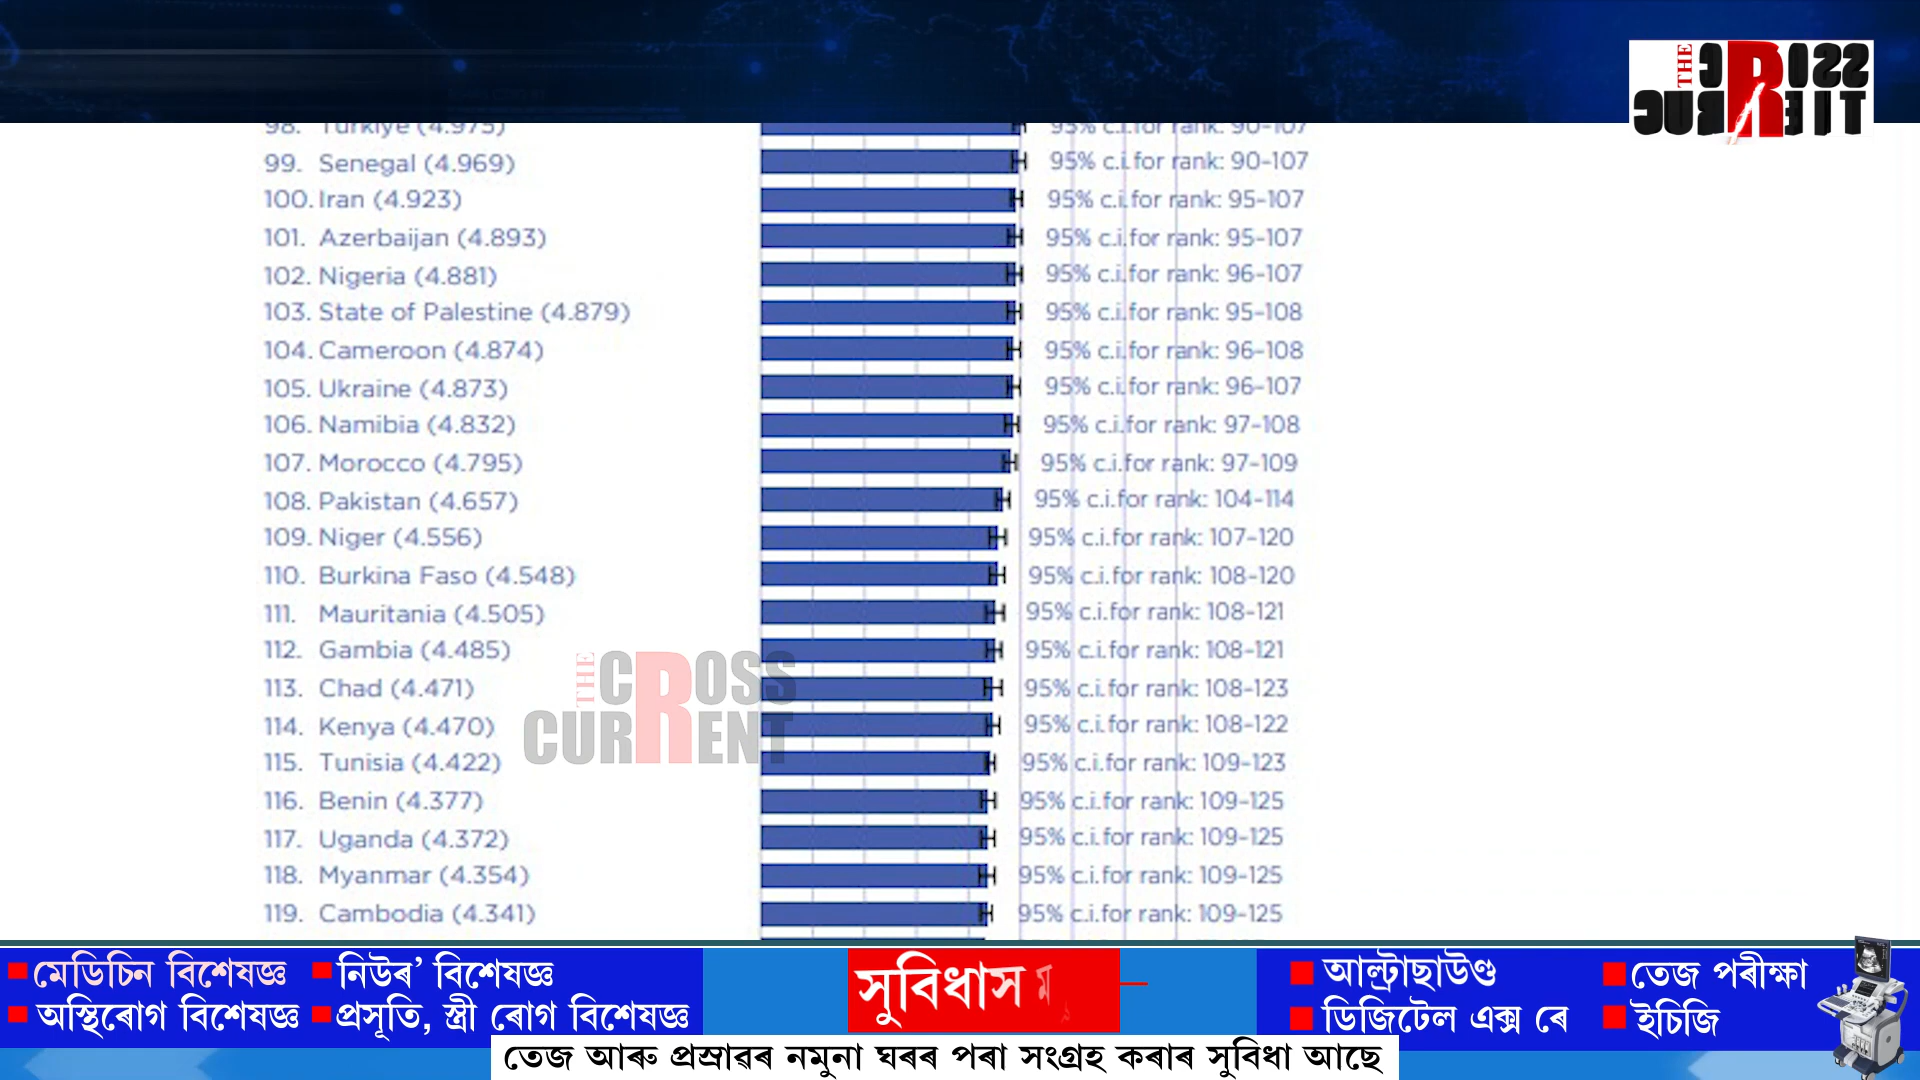 THE CROSS
CURRENT
98. Türkiye (4.975) 95% c.i.for rank: 90-107
99. Senegal (4.969) 95% c.i.for rank: 90-107
100. Iran (4.923) 95% c.i.for rank: 95-107
101. Azerbaijan (4.893) 95% c.i.for rank: 95-107
102. Nigeria (4.881) 95% c.i.for rank: 96-107
103. State of Palestine (4.879) 95% c.i.for rank: 95-108
104. Cameroon (4.874) 95% c.i.for rank: 96-108
105. Ukraine (4.873) 95% c.i.for rank: 96-107
106. Namibia (4.832) 95% c.i.for rank: 97-108
107. Morocco (4.795) 95% c.i.for rank: 97-109
108. Pakistan (4.657) 95% c.i.for rank: 104-114
109. Niger (4.556) 95% c.i.for rank: 107-120
110. Burkina Faso (4.548) 95% c.i.for rank: 108-120
111. Mauritania (4.505) 95% c.i.for rank: 108-121
112. Gambia (4.485) 95% c.i.for rank: 108-121
113. Chad (4.471) 95% c.i.for rank: 108-123
114. Kenya (4.470) 95% c.i.for rank: 108-122
115. Tunisia (4.422) 95% c.i.for rank: 109-123
116. Benin (4.377) 95% c.i.for rank: 109-125
117. Uganda (4.372) 95% c.i.for rank: 109-125
118. Myanmar (4.354) 95% c.i.for rank: 109-125
119. Cambodia (4.341) 95% c.i.for rank: 109-125
THE CROSS
CURRENT
মেডিচিন বিশেষজ্ঞ নিউৰ’ বিশেষজ্ঞ
অস্থিৰোগ বিশেষজ্ঞ প্ৰসূতি, স্ত্ৰী ৰোগ বিশেষজ্ঞ
সুবিধাস
আল্ট্ৰাছাউণ্ড তেজ পৰীক্ষা
ডিজিটেল এক্স ৰে ইচিজি
তেজ আৰু প্ৰস্ৰাৱৰ নমুনা ঘৰৰ পৰা সংগ্ৰহ কৰাৰ সুবিধা আছে